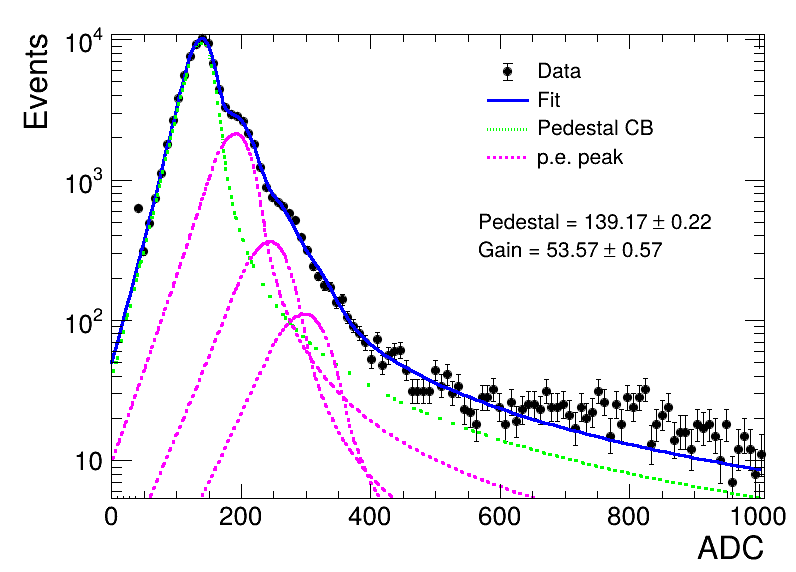 Events
10^4
10^3
10^2
10
Data
Fit
Pedestal CB
p.e. peak
Pedestal = 139.17 ± 0.22
Gain = 53.57 ± 0.57
0 200 400 600 800 1000
ADC